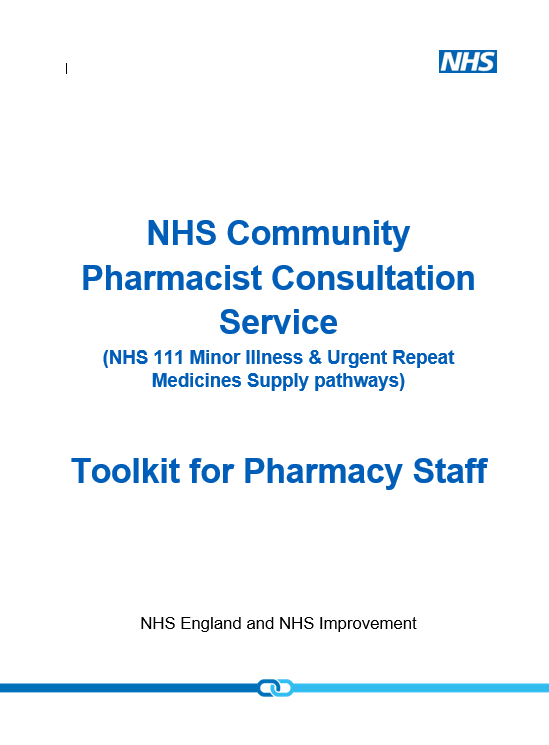 NHS
NHS Community
Pharmacist Consultation
Service
(NHS 111 Minor Illness & Urgent Repeat
Medicines Supply pathways)
Toolkit for Pharmacy Staff
NHS England and NHS Improvement